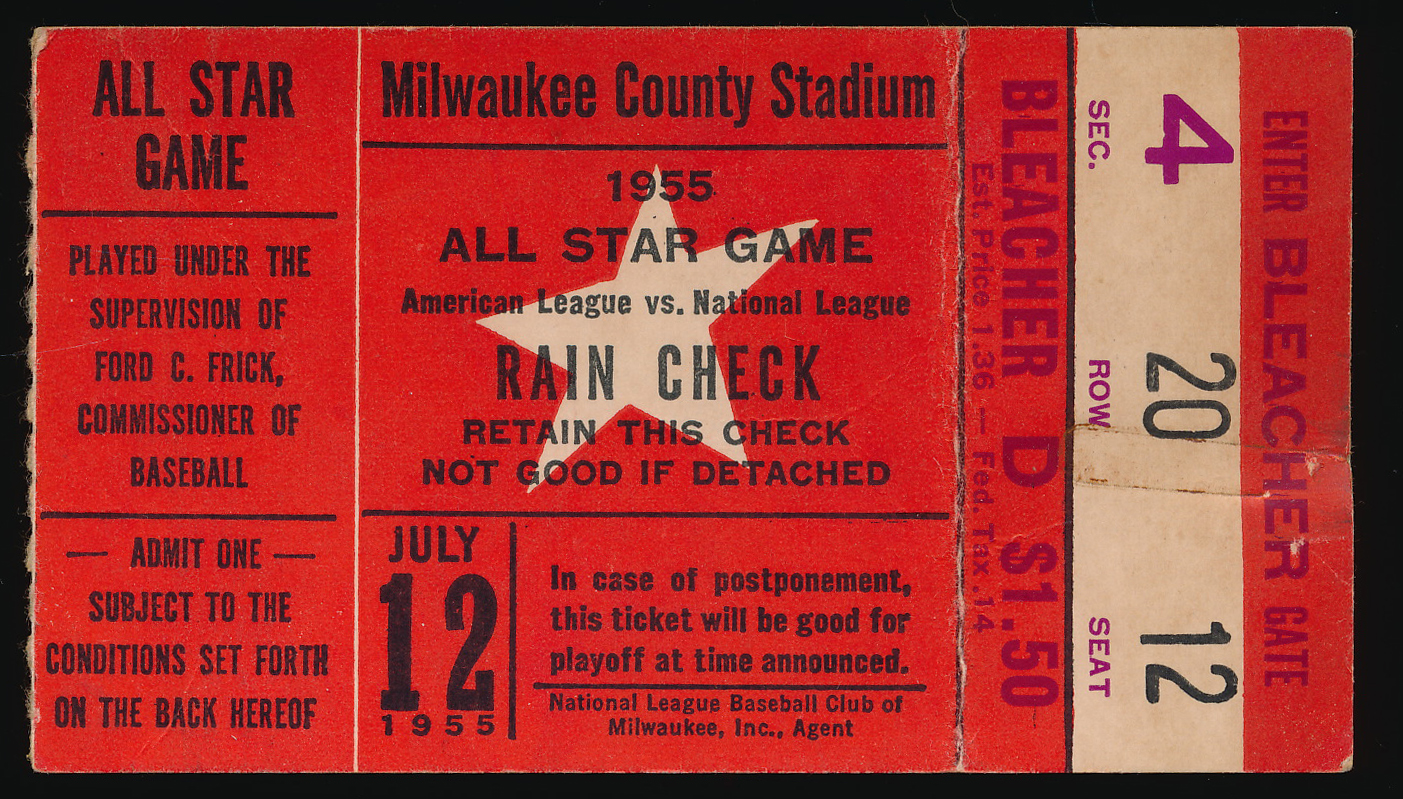 ALL STAR
GAME
PLAYED UNDER THE
SUPERVISION OF
FORD C. FRICK,
COMMISSIONER OF
BASEBALL
— ADMIT ONE —
SUBJECT TO THE
CONDITIONS SET FORTH
ON THE BACK HEREOF
Milwaukee County Stadium
1955
ALL STAR GAME
American League vs. National League
RAIN CHECK
RETAIN THIS CHECK
NOT GOOD IF DETACHED
JULY
12
1955
In case of postponement,
this ticket will be good for
playoff at time announced.
National League Baseball Club of
Milwaukee, Inc., Agent
ENTER BLEACHER GATE
4 20 12
SEC. ROW SEAT
BLEACHER D $1.50
Est. Price 1.36 — Fed. Tax .14